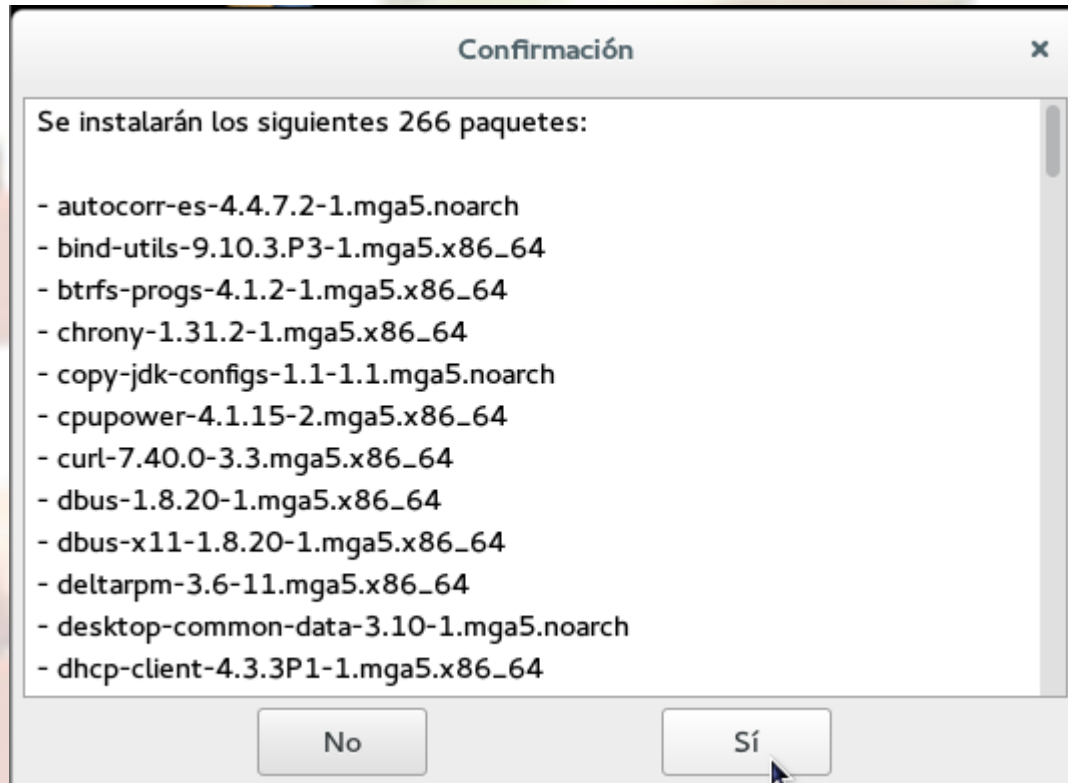 Confirmación
Se instalarán los siguientes 266 paquetes:
- autocorr-es-4.4.7.2-1.mga5.noarch
- bind-utils-9.10.3.P3-1.mga5.x86_64
- btrfs-progs-4.1.2-1.mga5.x86_64
- chrony-1.31.2-1.mga5.x86_64
- copy-jdk-configs-1.1-1.1.mga5.noarch
- cpupower-4.1.15-2.mga5.x86_64
- curl-7.40.0-3.3.mga5.x86_64
- dbus-1.8.20-1.mga5.x86_64
- dbus-x11-1.8.20-1.mga5.x86_64
- deltarpm-3.6-11.mga5.x86_64
- desktop-common-data-3.10-1.mga5.noarch
- dhcp-client-4.3.3P1-1.mga5.x86_64
No Sí